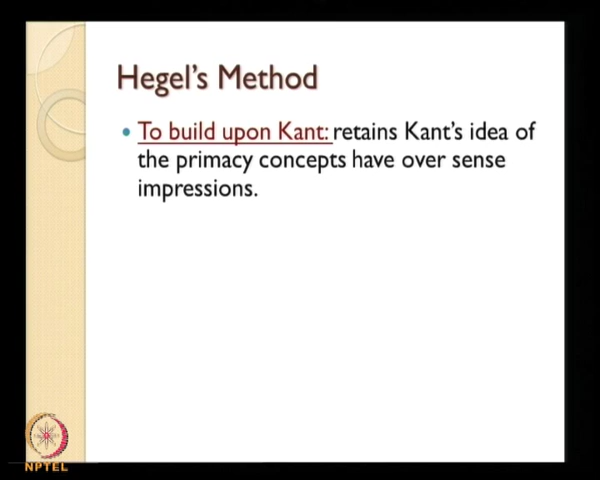 Hegel's Method
• To build upon Kant: retains Kant's idea of
the primacy concepts have over sense
impressions.
NPTEL